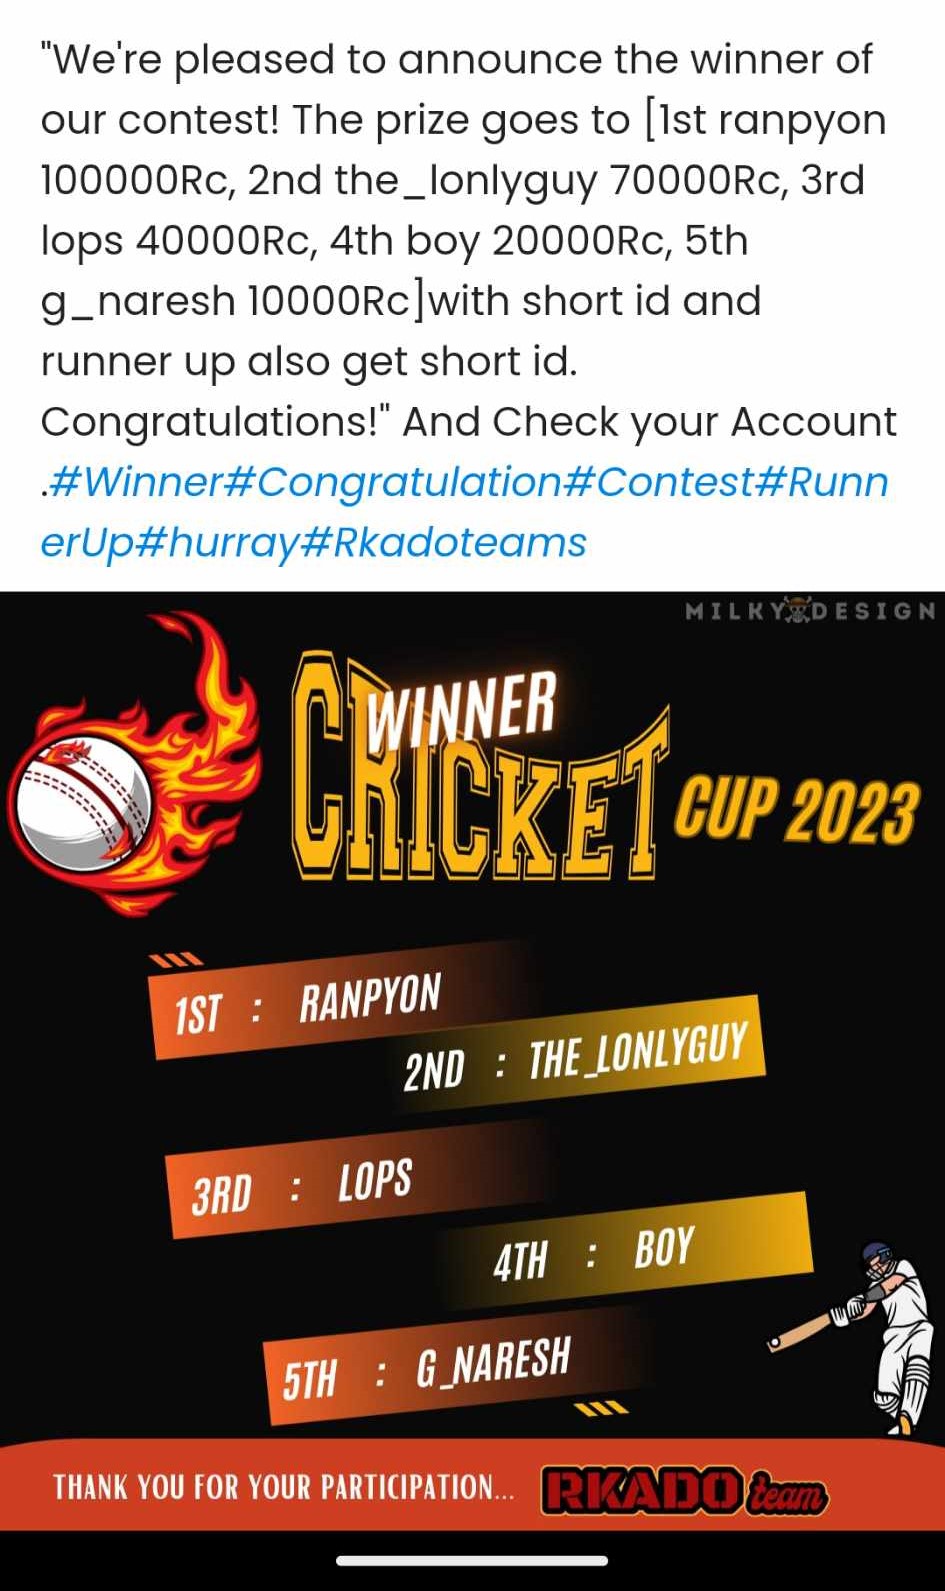 "We're pleased to announce the winner of
our contest! The prize goes to [1st ranpyon
100000Rc, 2nd the_lonlyguy 70000Rc, 3rd
lops 40000Rc, 4th boy 20000Rc, 5th
g_naresh 10000Rc]with short id and
runner up also get short id.
Congratulations!" And Check your Account
.#Winner#Congratulation#Contest#Runn
erUp#hurray#Rkadoteams
MILKY DESIGN
WINNER
CRICKET CUP 2023
1ST : RANPYON
2ND : THE_LONLYGUY
3RD : LOPS
4TH : BOY
5TH : G_NARESH
THANK YOU FOR YOUR PARTICIPATION... RKADO team